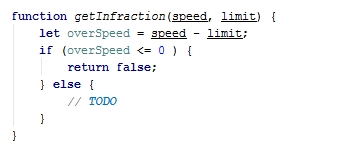 function getInfraction(speed, limit) {
    let overSpeed = speed - limit;
    if (overSpeed <= 0 ) {
        return false;
    } else {
        // TODO
    }
}